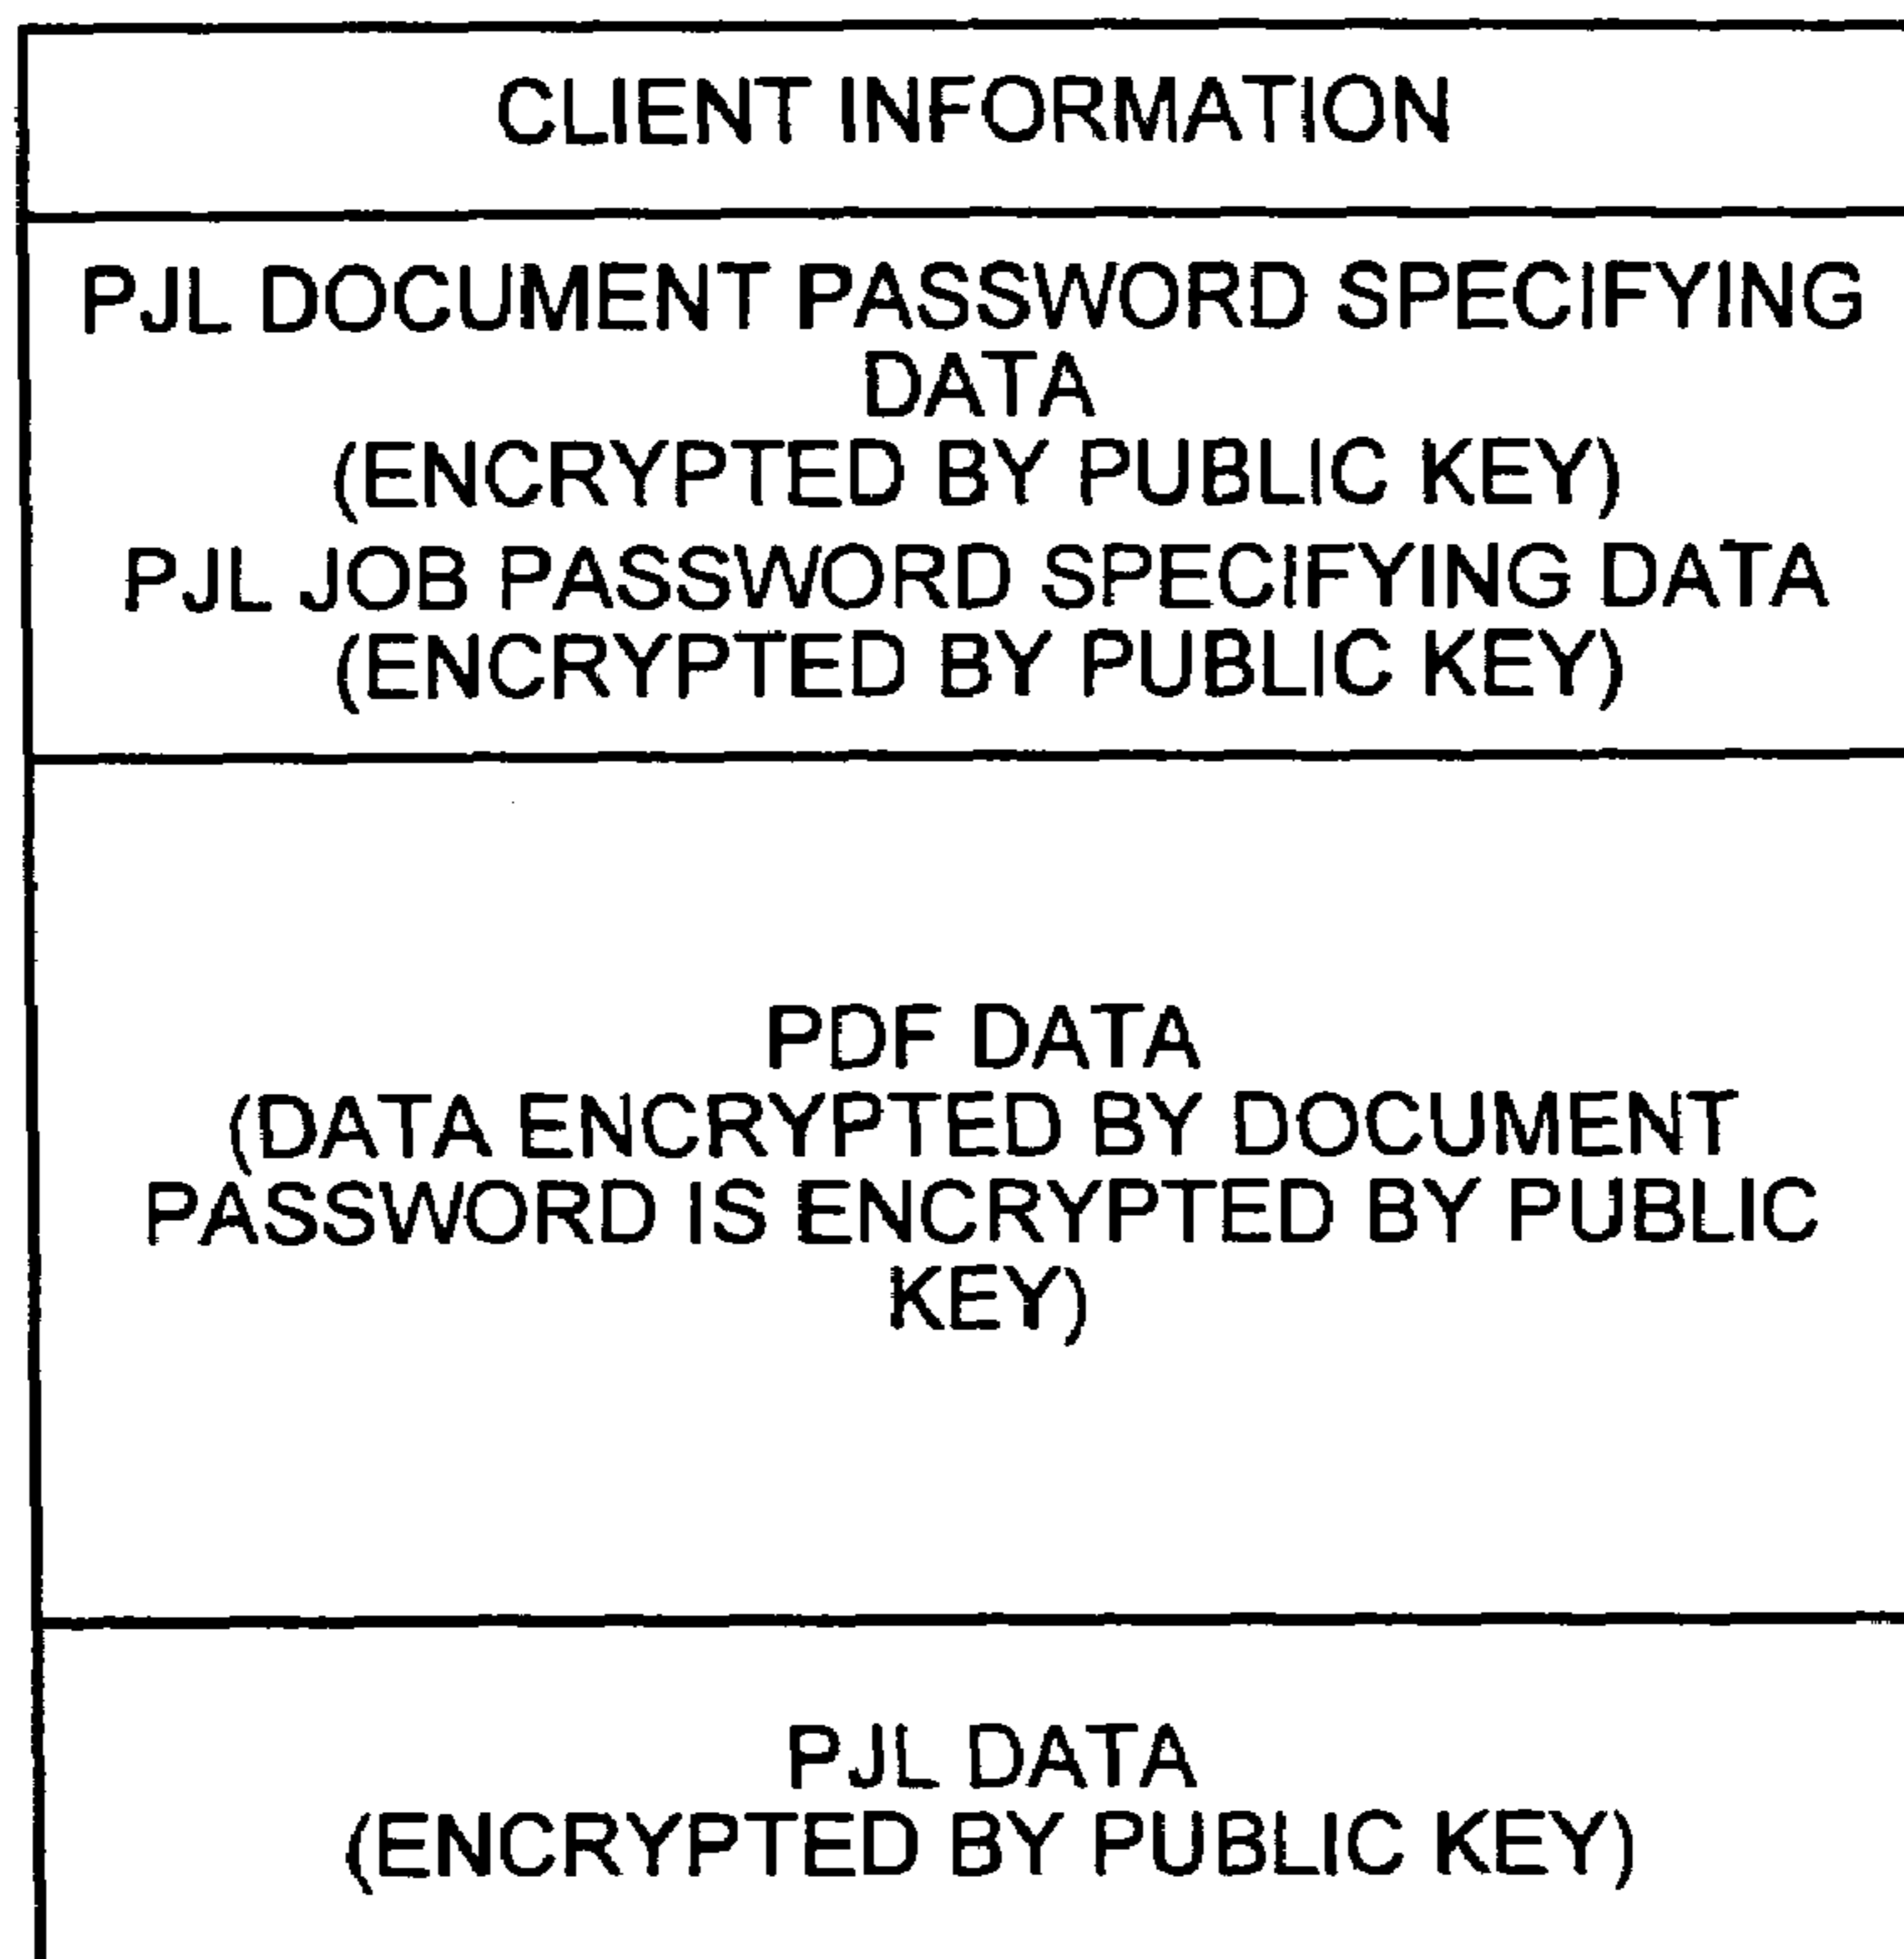 CLIENT INFORMATION
PJL DOCUMENT PASSWORD SPECIFYING
DATA
(ENCRYPTED BY PUBLIC KEY)
PJL JOB PASSWORD SPECIFYING DATA
(ENCRYPTED BY PUBLIC KEY)
PDF DATA
(DATA ENCRYPTED BY DOCUMENT
PASSWORD IS ENCRYPTED BY PUBLIC
KEY)
PJL DATA
(ENCRYPTED BY PUBLIC KEY)